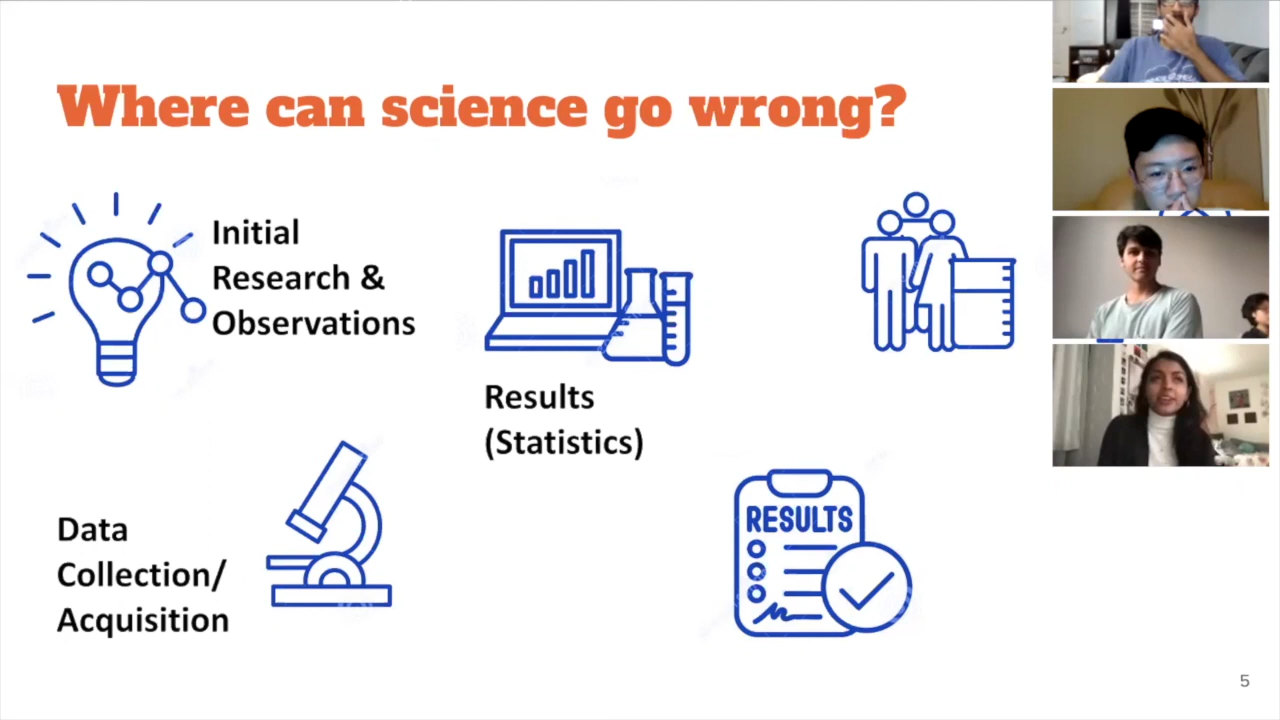 Where can science go wrong?
Initial
Research &
Observations
Results
(Statistics)
Data
Collection/
Acquisition
RESULTS
5